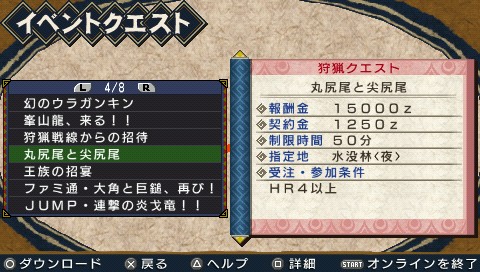 イベントクエスト
L 4/8 R
幻のウラガンキン
峯山龍、来る!!
狩猟戦線からの招待
丸尻尾と尖尻尾
王族の招宴
ファミ通・大角と巨鎚、再び!
JUMP・連撃の炎戈竜!!
狩猟クエスト
丸尻尾と尖尻尾
報酬金 15000z
契約金 1250z
制限時間 50分
指定地 水没林<夜>
受注・参加条件
HR4以上
○ダウンロード ×戻る △ヘルプ □詳細 START オンラインを終了